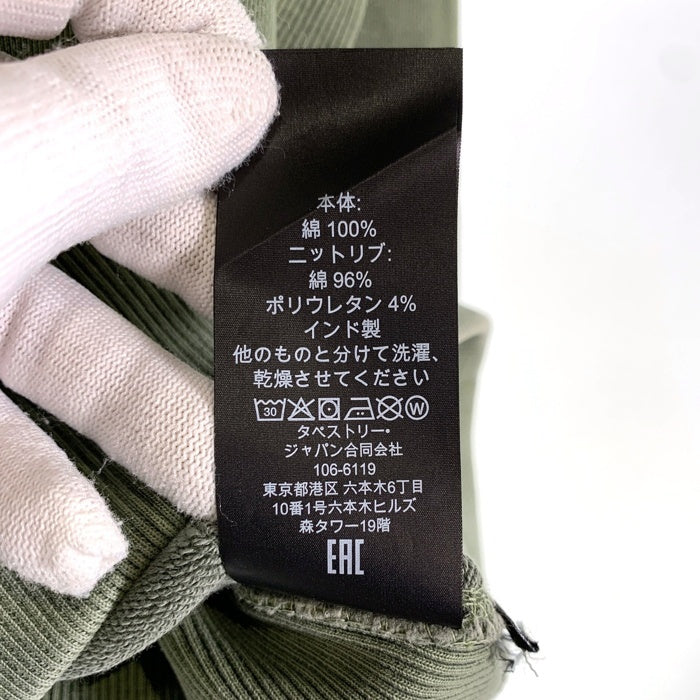 本体:
綿 100%
ニットリブ:
綿 96%
ポリウレタン 4%
インド製
他のものと分けて洗濯、
乾燥させてください
30 W
タペストリー・
ジャパン合同会社
106-6119
東京都港区 六本木6丁目
10番1号六本木ヒルズ
森タワー19階
EAC